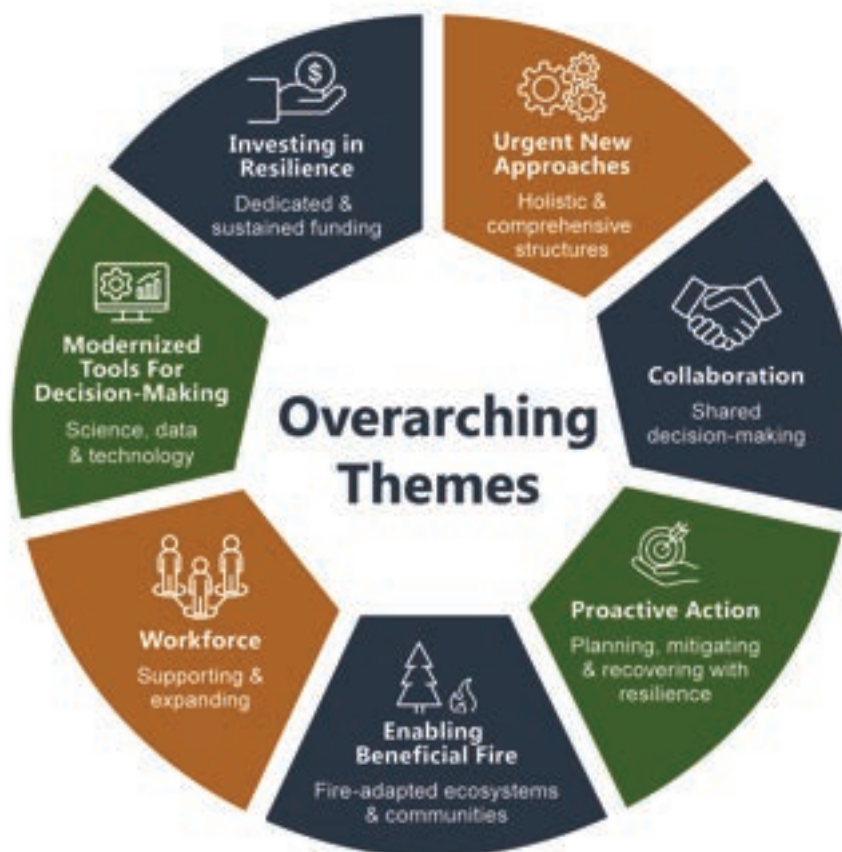 Overarching
Themes
Urgent New
Approaches
Holistic &
comprehensive
structures
Collaboration
Shared
decision-making
Proactive Action
Planning, mitigating
& recovering with
resilience
Enabling
Beneficial Fire
Fire-adapted ecosystems
& communities
Workforce
Supporting &
expanding
Modernized
Tools For
Decision-Making
Science, data
& technology
Investing in
Resilience
Dedicated &
sustained funding
$